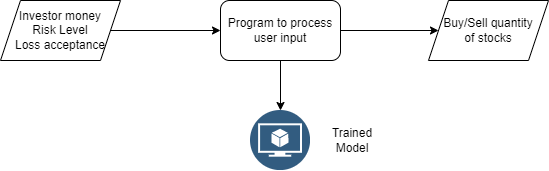 Investor money
Risk Level
Loss acceptance
Program to process
user input
Buy/Sell quantity
of stocks
Trained
Model